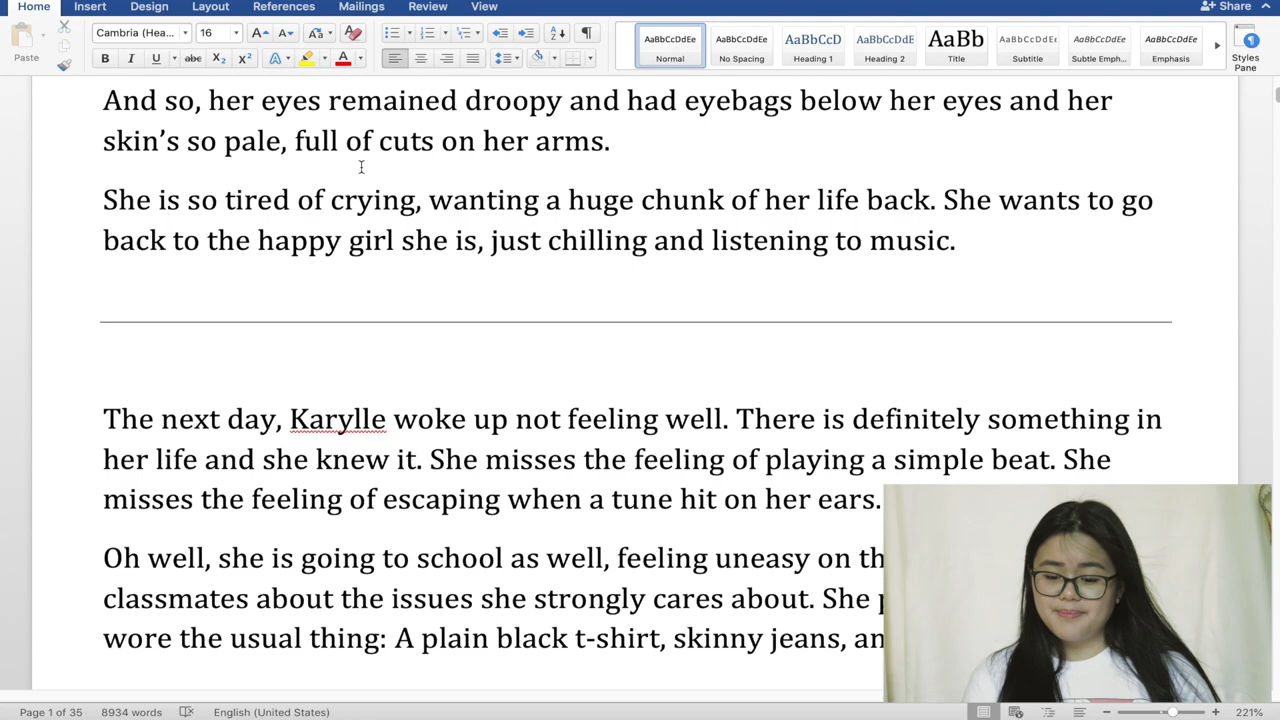 Home Insert Design Layout References Mailings Review View Share
Paste Cambria (Hea... 16 AaBbCcDdEe AaBbCcDdEe AaBbCcD AaBbCcDdE AaBb AaBbCcDdEe AaBbCcDdEe AaBbCcDdEe
B I U abc X2 X2 A A Normal No Spacing Heading 1 Heading 2 Title Subtitle Subtle Emph... Emphasis Styles
Pane
And so, her eyes remained droopy and had eyebags below her eyes and her
skin's so pale, full of cuts on her arms.
She is so tired of crying, wanting a huge chunk of her life back. She wants to go
back to the happy girl she is, just chilling and listening to music.
The next day, Karylle woke up not feeling well. There is definitely something in
her life and she knew it. She misses the feeling of playing a simple beat. She
misses the feeling of escaping when a tune hit on her ears.
Oh well, she is going to school as well, feeling uneasy on
classmates about the issues she strongly cares about. She
wore the usual thing: A plain black t-shirt, skinny jeans,
Page 1 of 35 8934 words English (United States) 221%